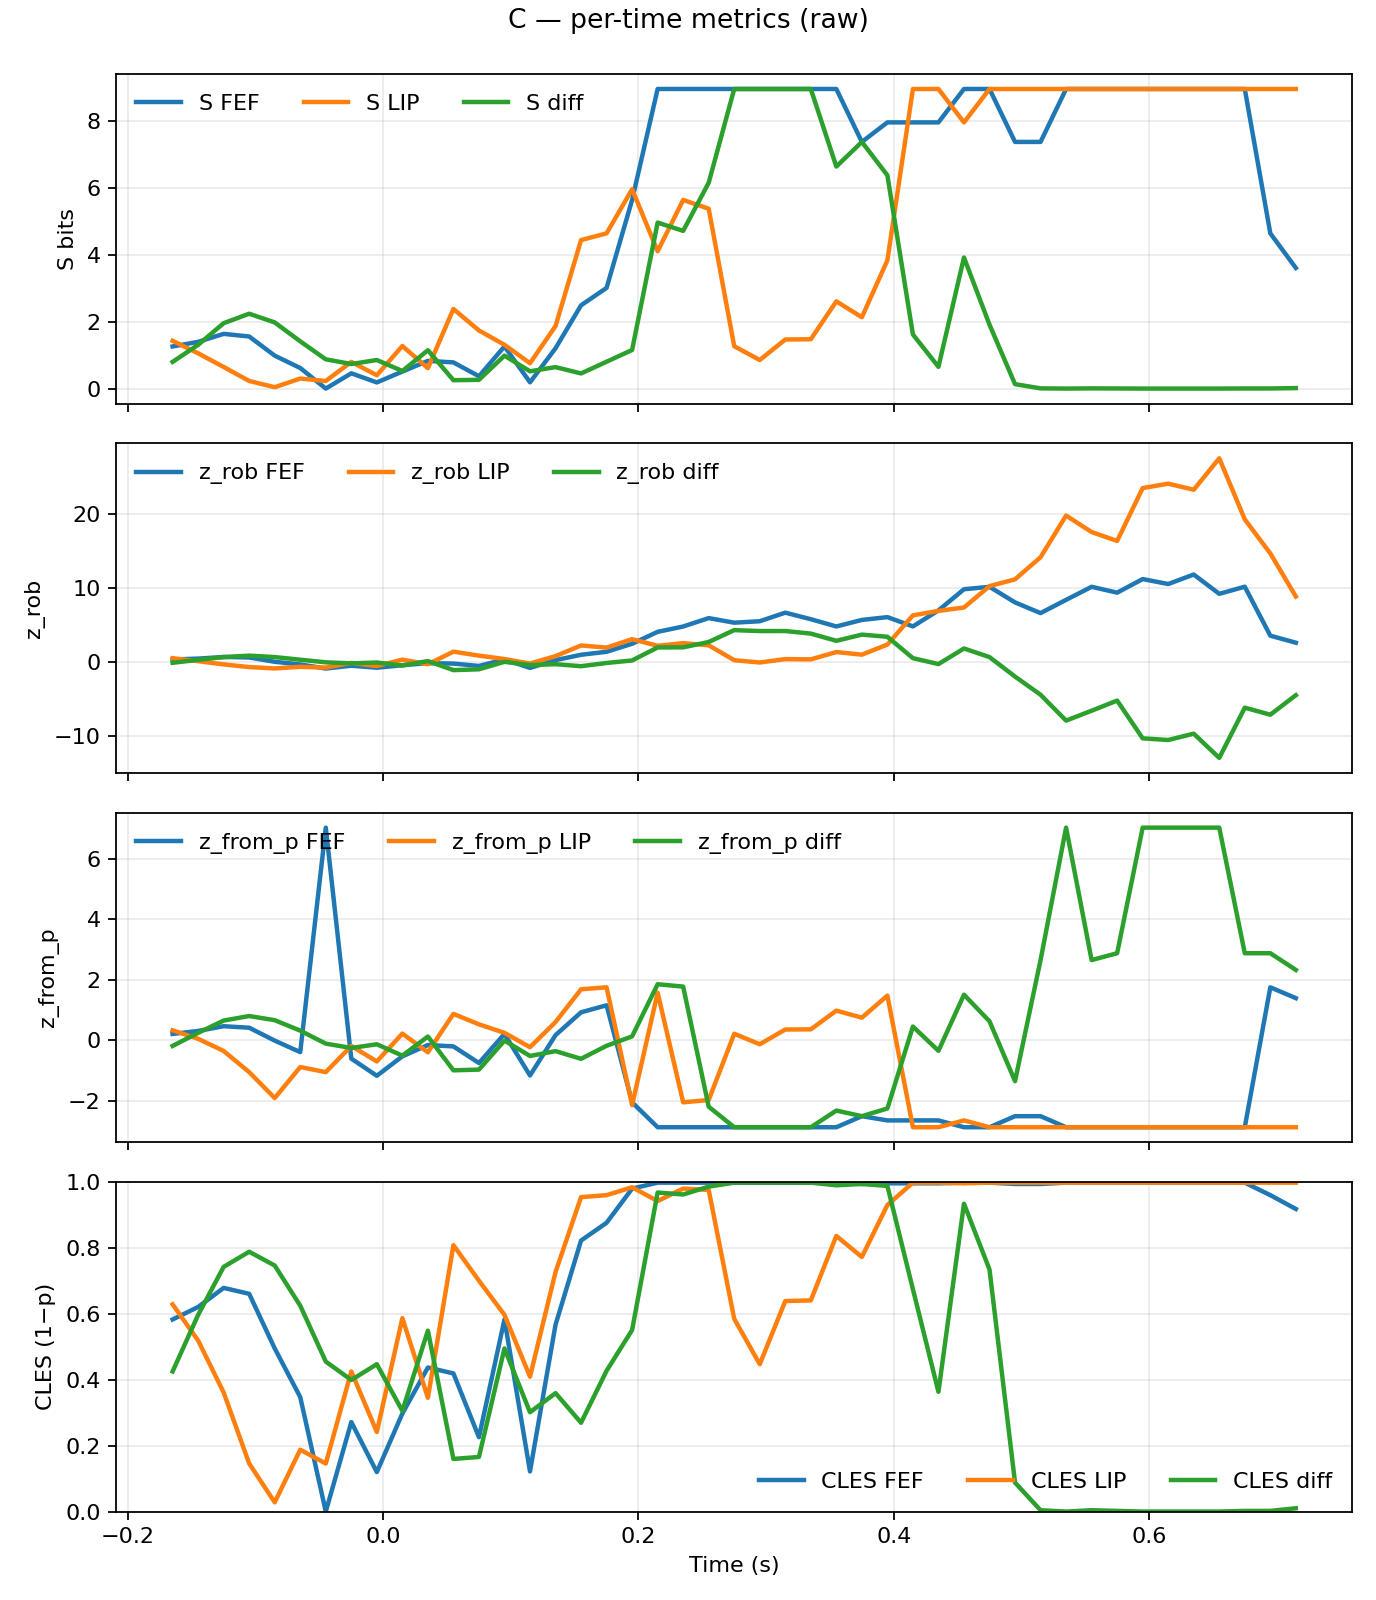 C — per-time metrics (raw)
S FEF S LIP S diff
8
6
4
2
0
S bits
z_rob FEF z_rob LIP z_rob diff
20
10
0
−10
z_rob
z_from_p FEF z_from_p LIP z_from_p diff
6
4
2
0
−2
z_from_p
1.0
0.8
0.6
0.4
0.2
0.0
CLES (1−p)
CLES FEF CLES LIP CLES diff
−0.2 0.0 0.2 0.4 0.6
Time (s)